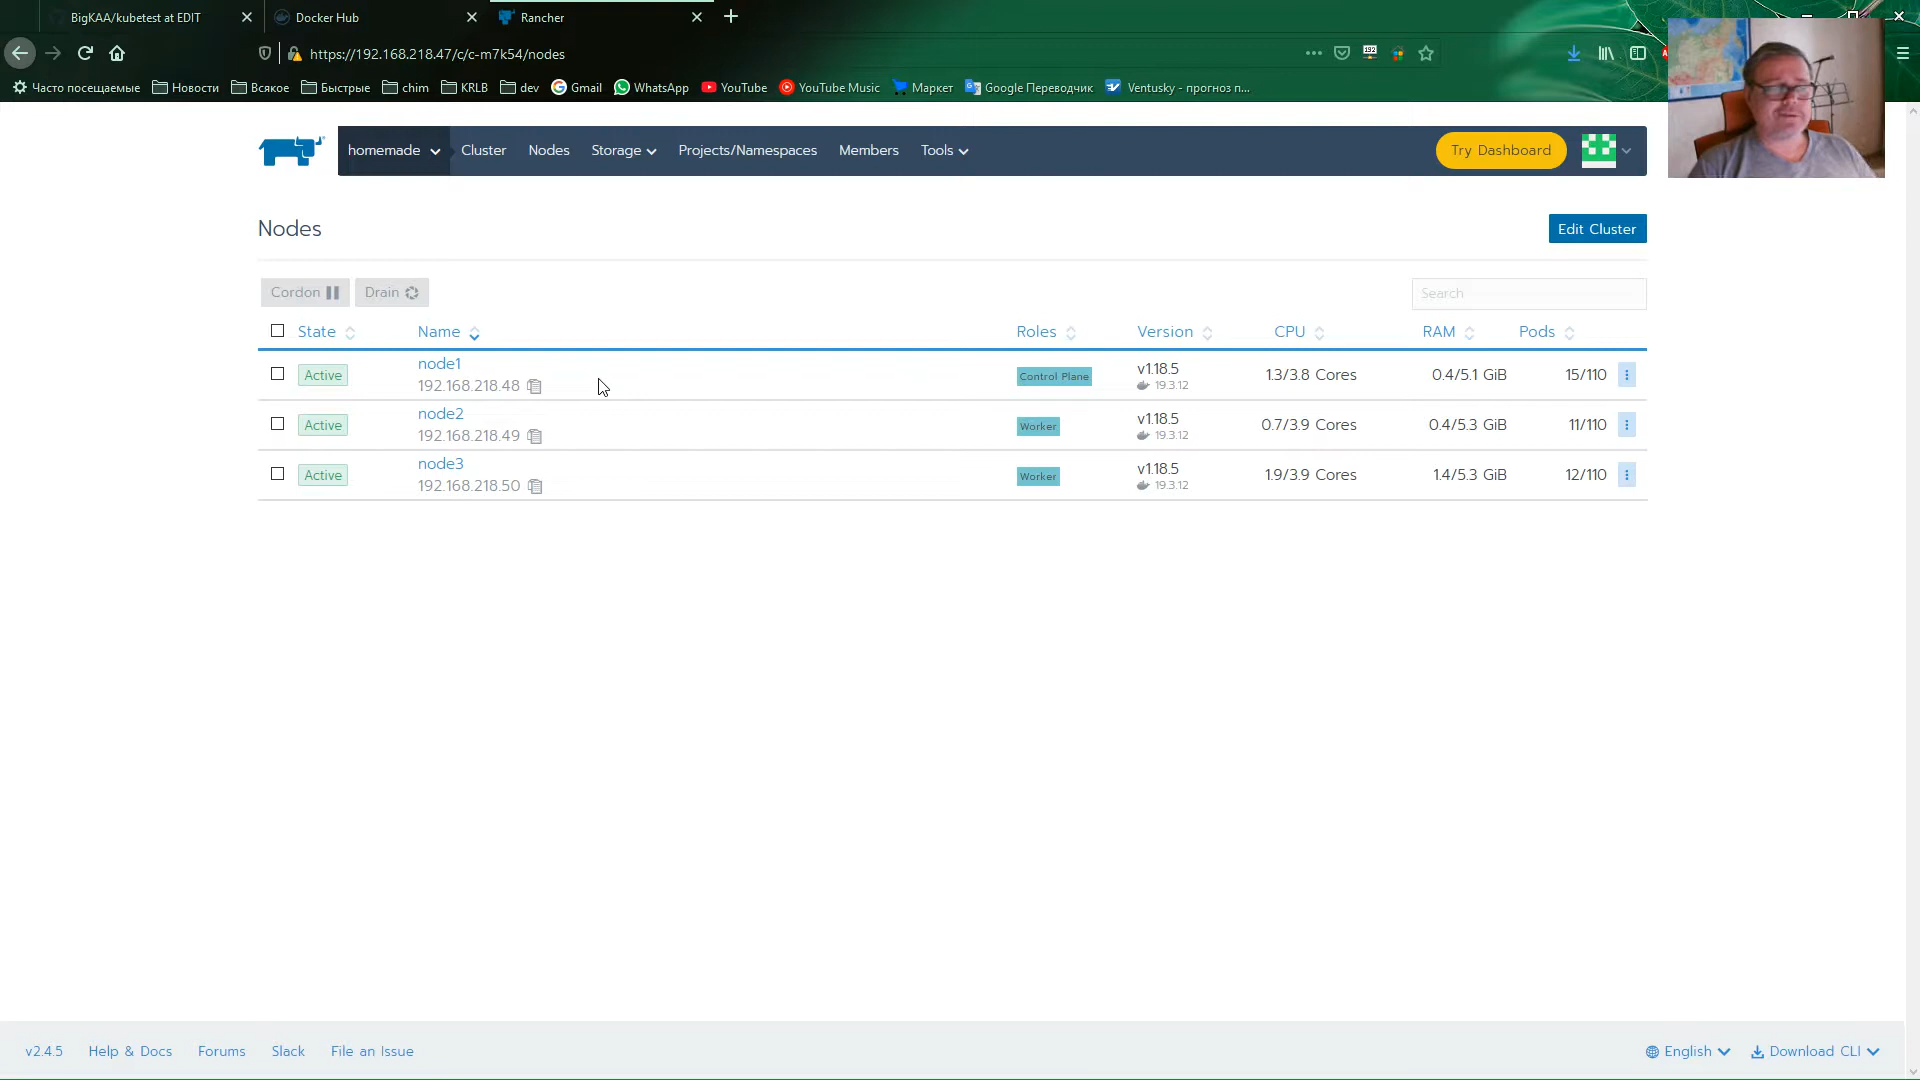 BigKAA/kubetest at EDIT
Docker Hub
Rancher
https://192.168.218.47/c/c-m7k54/nodes
Часто посещаемые
Новости
Всякое
Быстрые
chim
KRLB
dev
Gmail
WhatsApp
YouTube
YouTube Music
Маркет
Google Переводчик
Ventusky - прогноз п...
homemade
Cluster
Nodes
Storage
Projects/Namespaces
Members
Tools
Try Dashboard
Nodes
Edit Cluster
Cordon
Drain
Search
State Name Roles Version CPU RAM Pods
Active node1 192.168.218.48 Control Plane v1.18.5 19.3.12 1.3/3.8 Cores 0.4/5.1 GiB 15/110
Active node2 192.168.218.49 Worker v1.18.5 19.3.12 0.7/3.9 Cores 0.4/5.3 GiB 11/110
Active node3 192.168.218.50 Worker v1.18.5 19.3.12 1.9/3.9 Cores 1.4/5.3 GiB 12/110
v2.4.5
Help & Docs
Forums
Slack
File an Issue
English
Download CLI